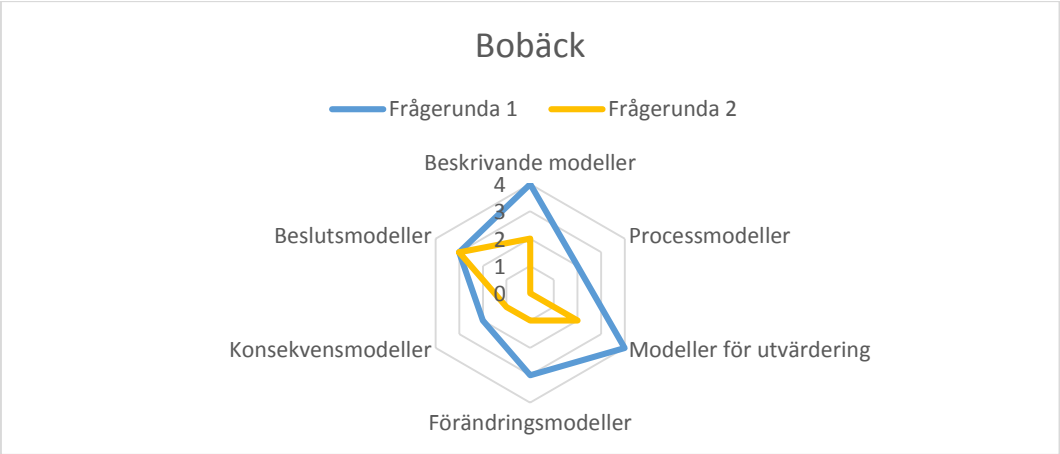 Bobäck
Frågerunda 1 Frågerunda 2
Beskrivande modeller
4
3
2
1
0
Processmodeller
Modeller för utvärdering
Förändringsmodeller
Konsekvensmodeller
Beslutsmodeller